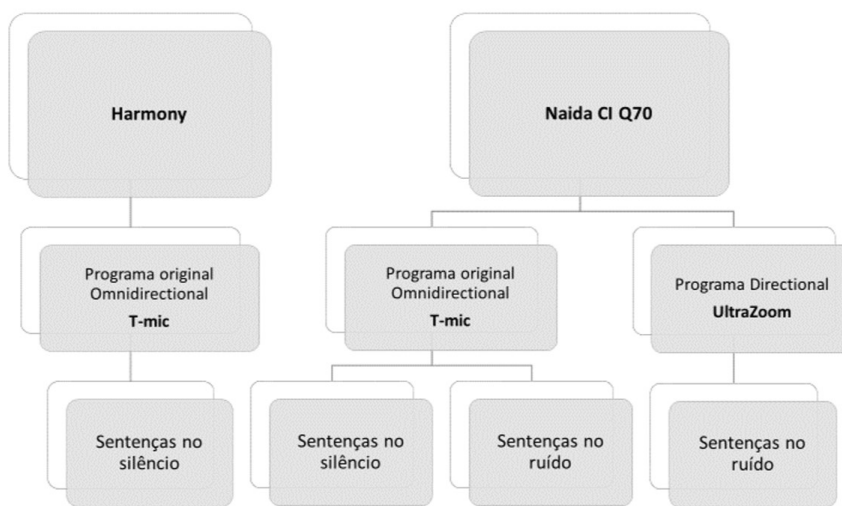 Harmony
Naida CI Q70
Programa original
Omnidirectional
T-mic
Programa original
Omnidirectional
T-mic
Programa Directional
UltraZoom
Sentenças no
silêncio
Sentenças no
silêncio
Sentenças no
ruído
Sentenças no
ruído